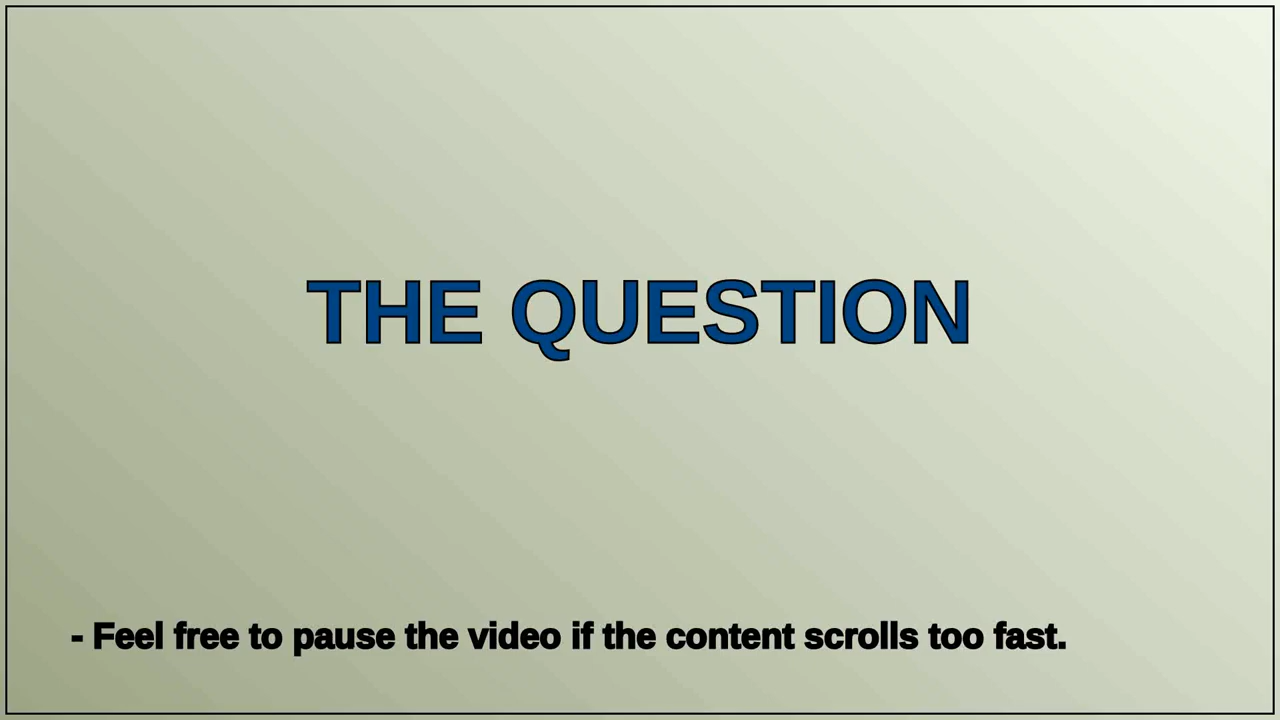 THE QUESTION
- Feel free to pause the video if the content scrolls too fast.